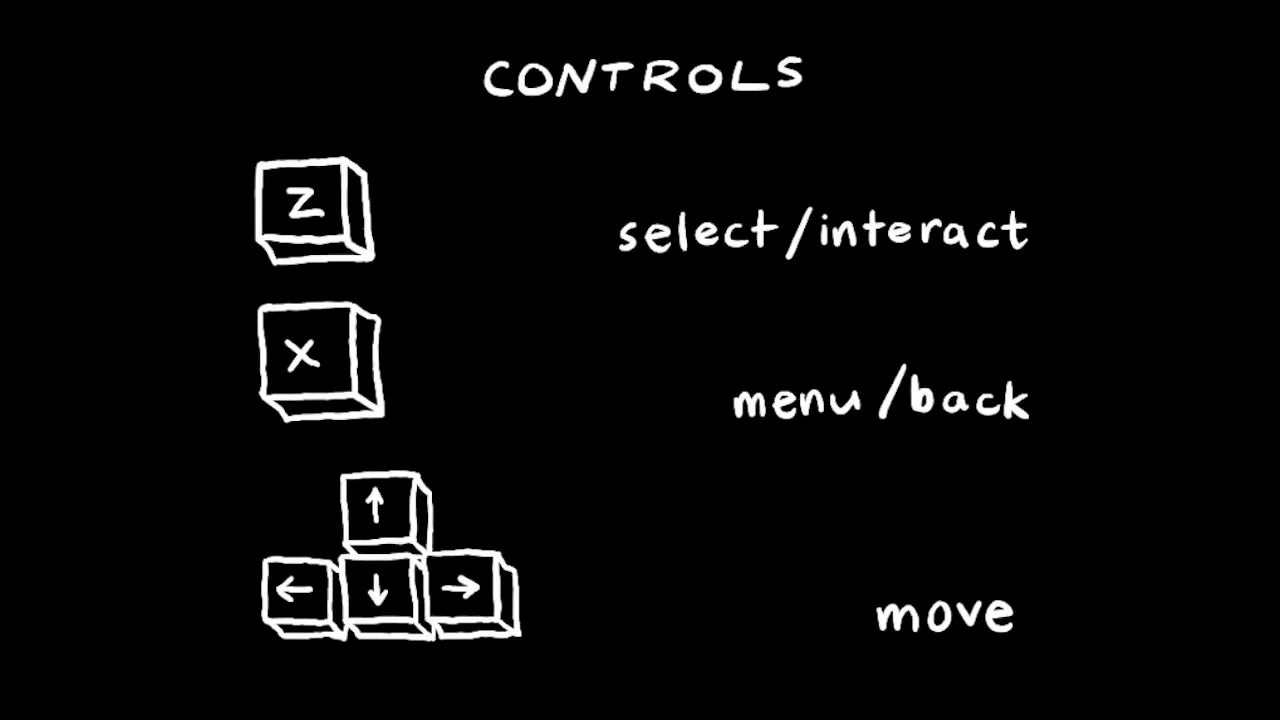 CONTROLS
Z
select/interact
X
menu/back
↑
← ↓ →
move